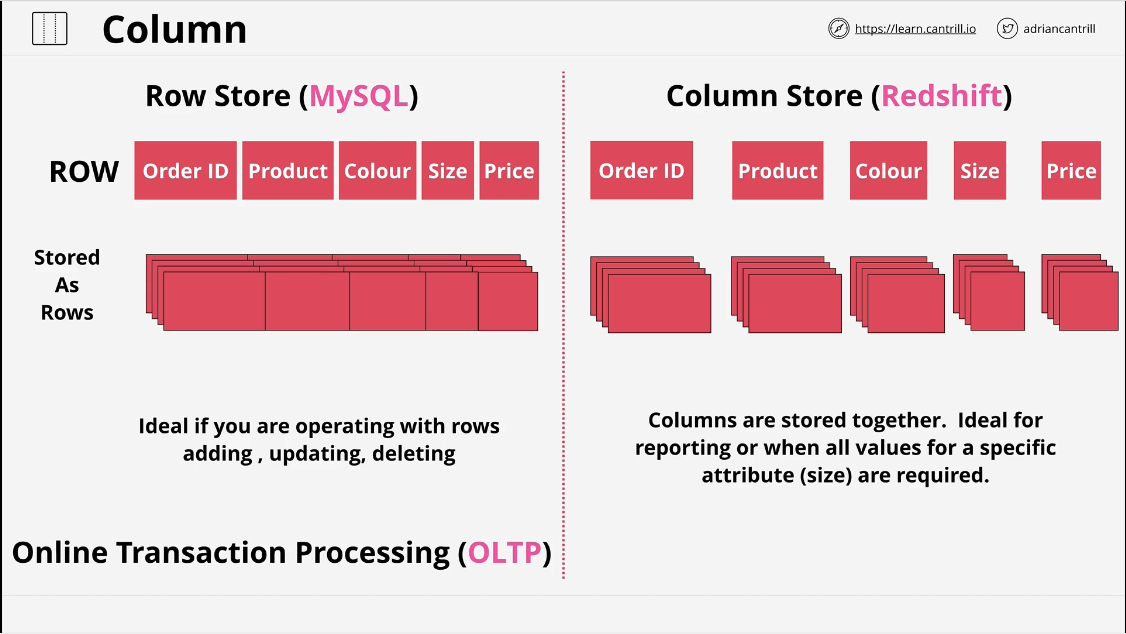 Column
https://learn.cantrill.io
adriancantrill
Row Store (MySQL)
ROW
Order ID
Product
Colour
Size
Price
Stored
As
Rows
Ideal if you are operating with rows
adding , updating, deleting
Online Transaction Processing (OLTP)
Column Store (Redshift)
Order ID
Product
Colour
Size
Price
Columns are stored together.  Ideal for
reporting or when all values for a specific
attribute (size) are required.